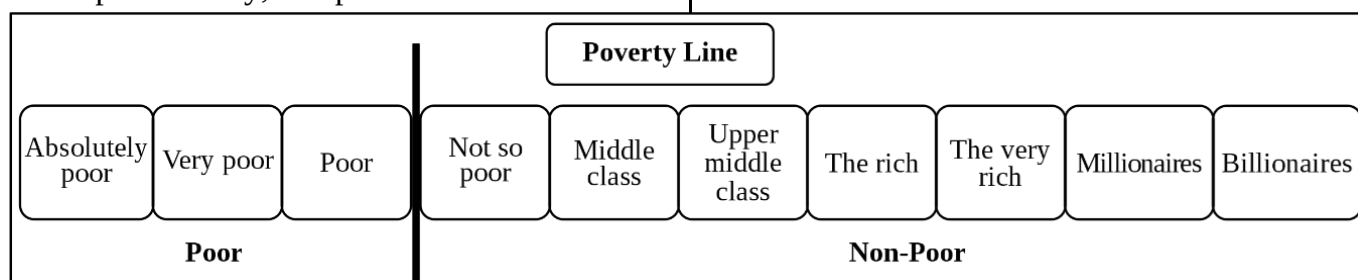 Poverty Line
Absolutely
poor
Very poor
Poor
Not so
poor
Middle
class
Upper
middle
class
The rich
The very
rich
Millionaires
Billionaires
Poor
Non-Poor